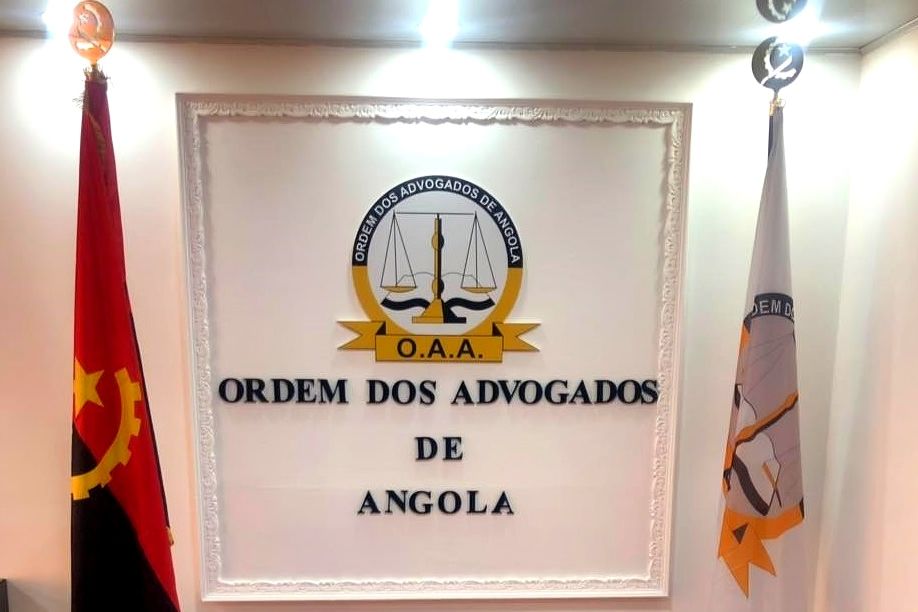 ORDEM DOS ADVOGADOS DE ANGOLA
O.A.A.
ORDEM DOS ADVOGADOS
DE
ANGOLA